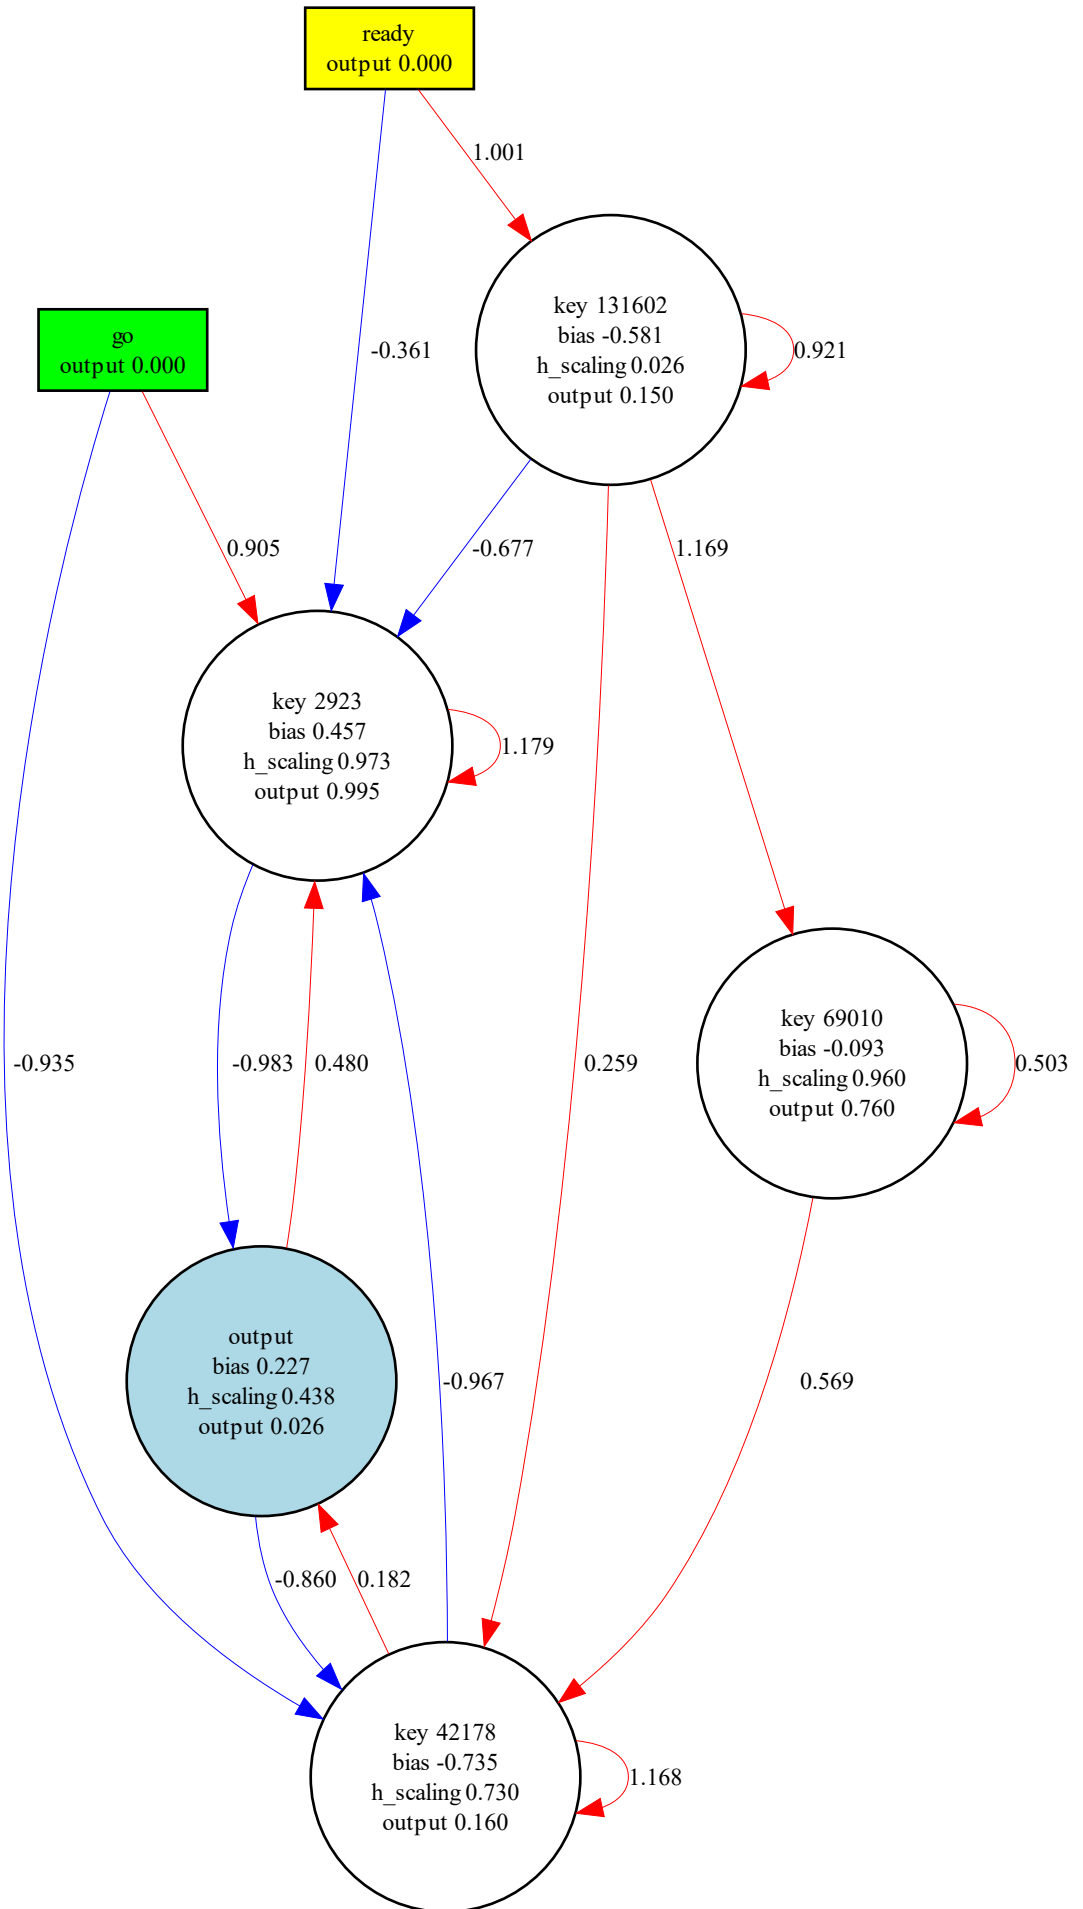 ready
output 0.000
1.001
key 131602
bias -0.581
h_scaling 0.026
output 0.150
0.921
go
output 0.000
-0.361
0.905
-0.677
1.169
key 2923
bias 0.457
h_scaling 0.973
output 0.995
1.179
key 69010
bias -0.093
h_scaling 0.960
output 0.760
0.503
-0.935
-0.983
0.480
0.259
output
bias 0.227
h_scaling 0.438
output 0.026
-0.967
0.569
-0.860
0.182
key 42178
bias -0.735
h_scaling 0.730
output 0.160
1.168